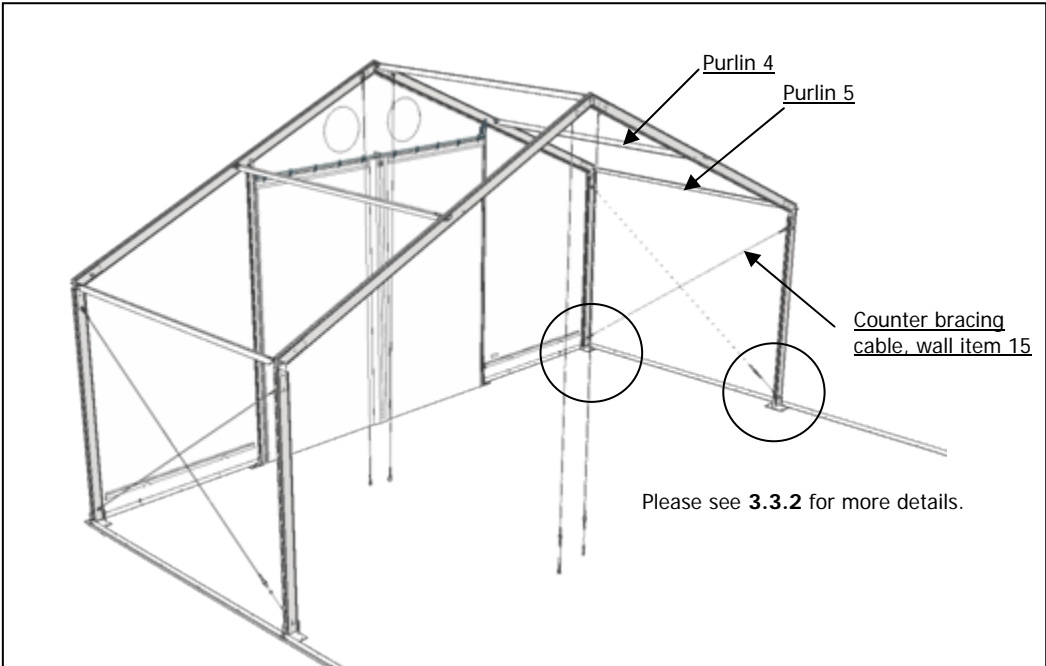 Purlin 4
Purlin 5
Counter bracing
cable, wall item 15
Please see 3.3.2 for more details.